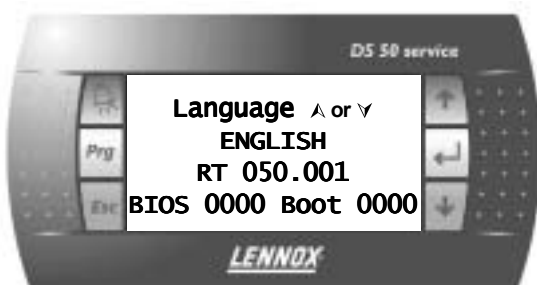 DS 50 service
Language ⋏ or ⋎
ENGLISH
Prg
RT 050.001
Esc
BIOS 0000 Boot 0000
LENNOX